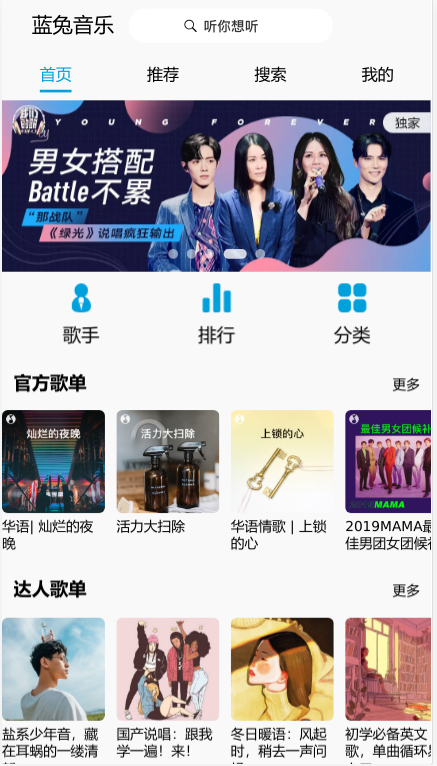 蓝兔音乐
听你想听
首页 推荐 搜索 我的
YOUNG FOREVER
独家
男女搭配
Battle不累
“那战队”
《绿光》说唱疯狂输出
歌手 排行 分类
官方歌单 更多
灿烂的夜晚
活力大扫除
上锁的心
最佳男女团候补
MAMA
华语| 灿烂的夜
晚
活力大扫除
华语情歌 | 上锁
的心
2019MAMA最
佳男团女团候补
达人歌单 更多
盐系少年音，藏
在耳蜗的一缕清
国产说唱：跟我
学一遍！来！
冬日暖语：风起
时，稍去一声问
初学必备英文
歌，单曲循环